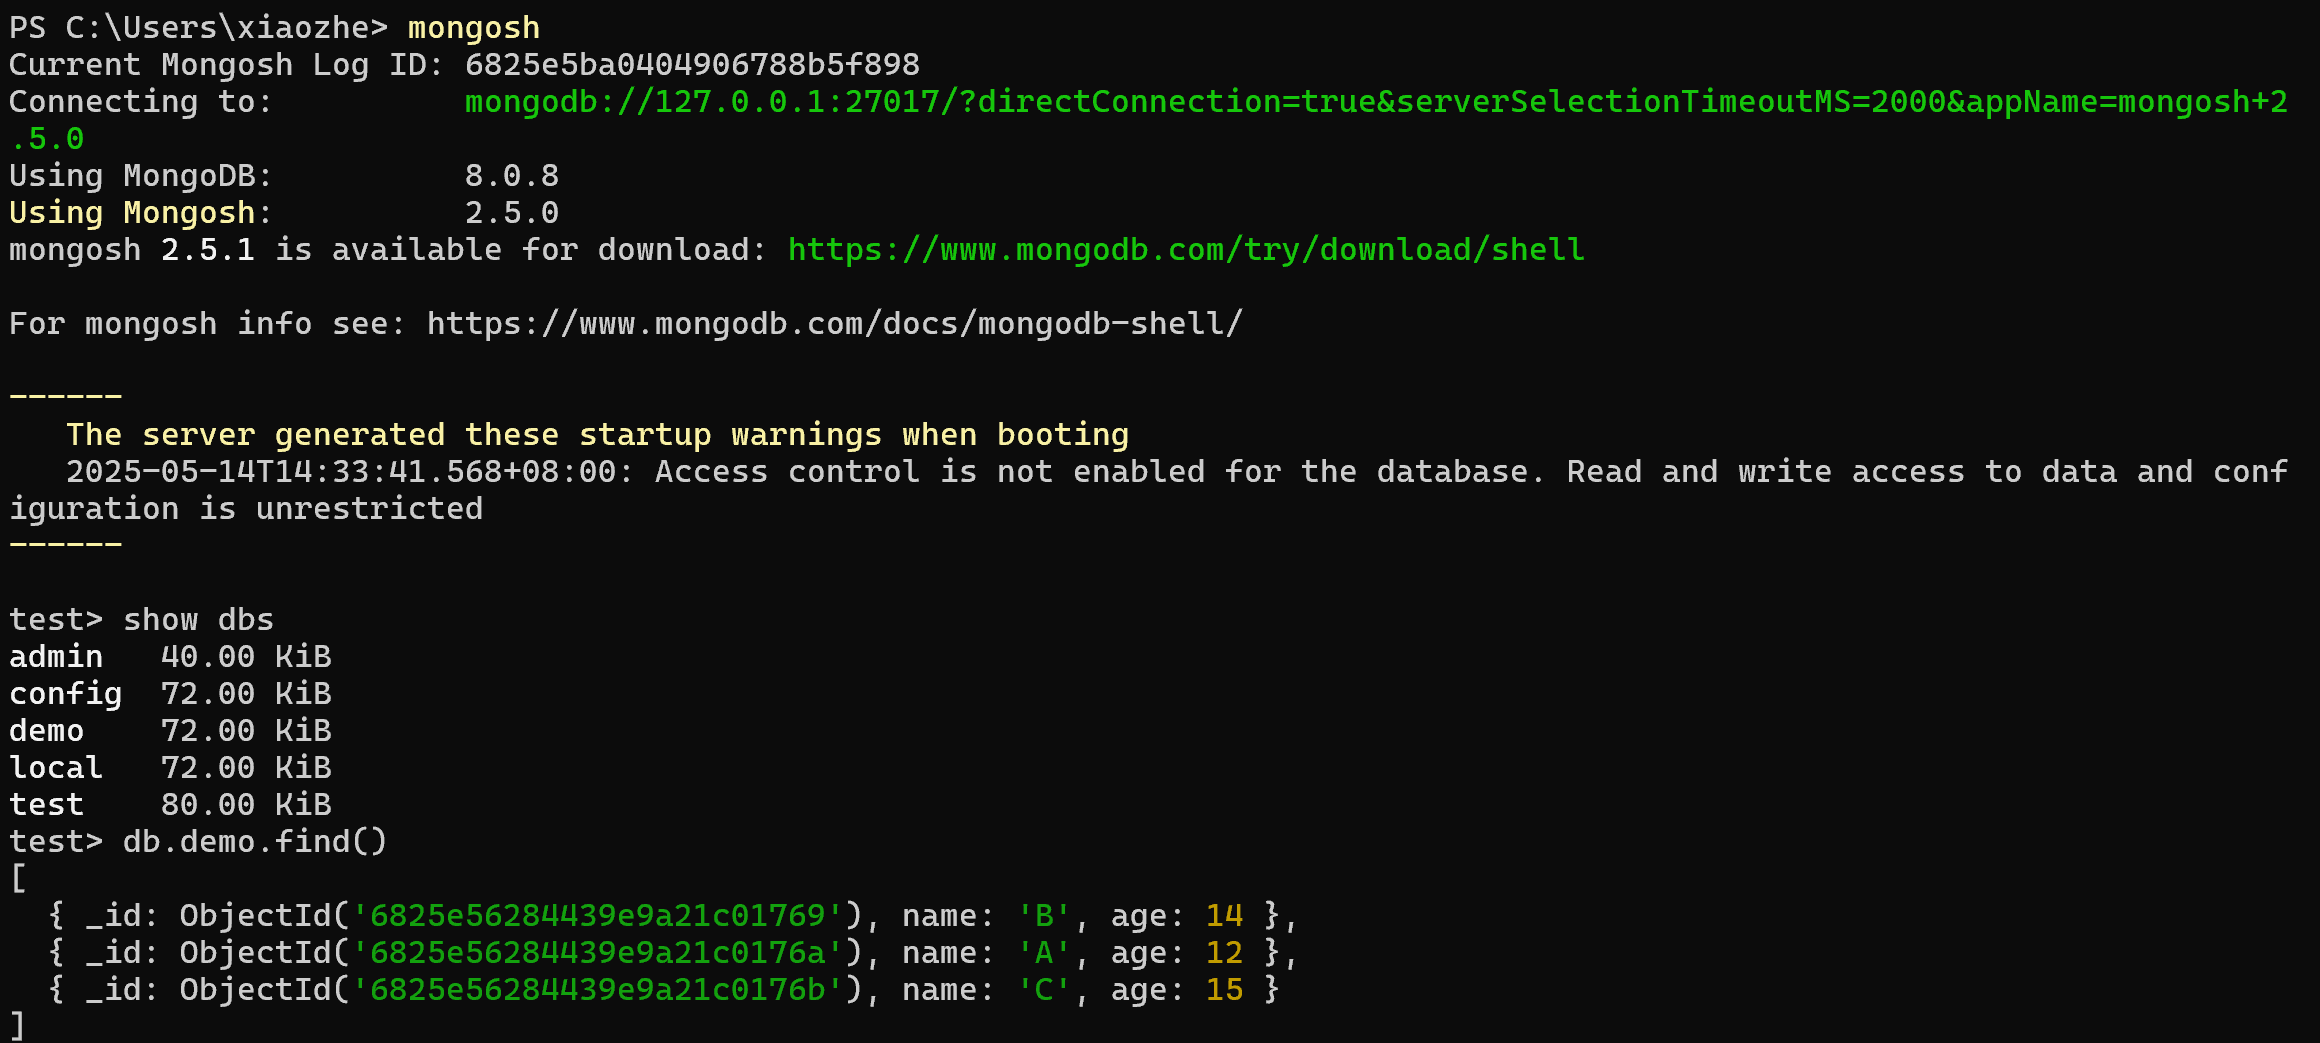 PS C:\Users\xiaozhe> mongosh
Current Mongosh Log ID: 6825e5ba0404906788b5f898
Connecting to:          mongodb://127.0.0.1:27017/?directConnection=true&serverSelectionTimeoutMS=2000&appName=mongosh+2
.5.0
Using MongoDB:          8.0.8
Using Mongosh:          2.5.0
mongosh 2.5.1 is available for download: https://www.mongodb.com/try/download/shell

For mongosh info see: https://www.mongodb.com/docs/mongodb-shell/

------
   The server generated these startup warnings when booting
   2025-05-14T14:33:41.568+08:00: Access control is not enabled for the database. Read and write access to data and conf
iguration is unrestricted
------

test> show dbs
admin   40.00 KiB
config  72.00 KiB
demo    72.00 KiB
local   72.00 KiB
test    80.00 KiB
test> db.demo.find()
[
  { _id: ObjectId('6825e56284439e9a21c01769'), name: 'B', age: 14 },
  { _id: ObjectId('6825e56284439e9a21c0176a'), name: 'A', age: 12 },
  { _id: ObjectId('6825e56284439e9a21c0176b'), name: 'C', age: 15 }
]